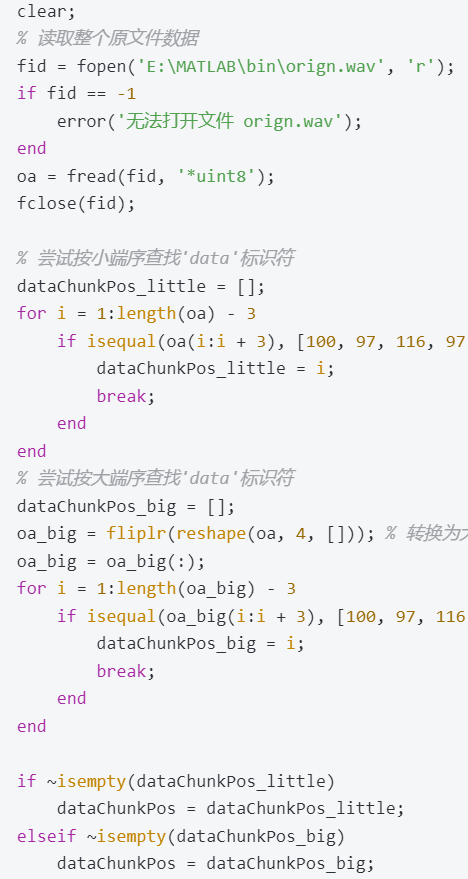 clear;
% 读取整个原文件数据
fid = fopen('E:\MATLAB\bin\orign.wav', 'r');
if fid == -1
    error('无法打开文件 orign.wav');
end
oa = fread(fid, '*uint8');
fclose(fid);

% 尝试按小端序查找'data'标识符
dataChunkPos_little = [];
for i = 1:length(oa) - 3
    if isequal(oa(i:i + 3), [100, 97, 116, 97
        dataChunkPos_little = i;
        break;
    end
end
% 尝试按大端序查找'data'标识符
dataChunkPos_big = [];
oa_big = fliplr(reshape(oa, 4, [])); % 转换为大
oa_big = oa_big(:);
for i = 1:length(oa_big) - 3
    if isequal(oa_big(i:i + 3), [100, 97, 116
        dataChunkPos_big = i;
        break;
    end
end

if ~isempty(dataChunkPos_little)
    dataChunkPos = dataChunkPos_little;
elseif ~isempty(dataChunkPos_big)
    dataChunkPos = dataChunkPos_big;